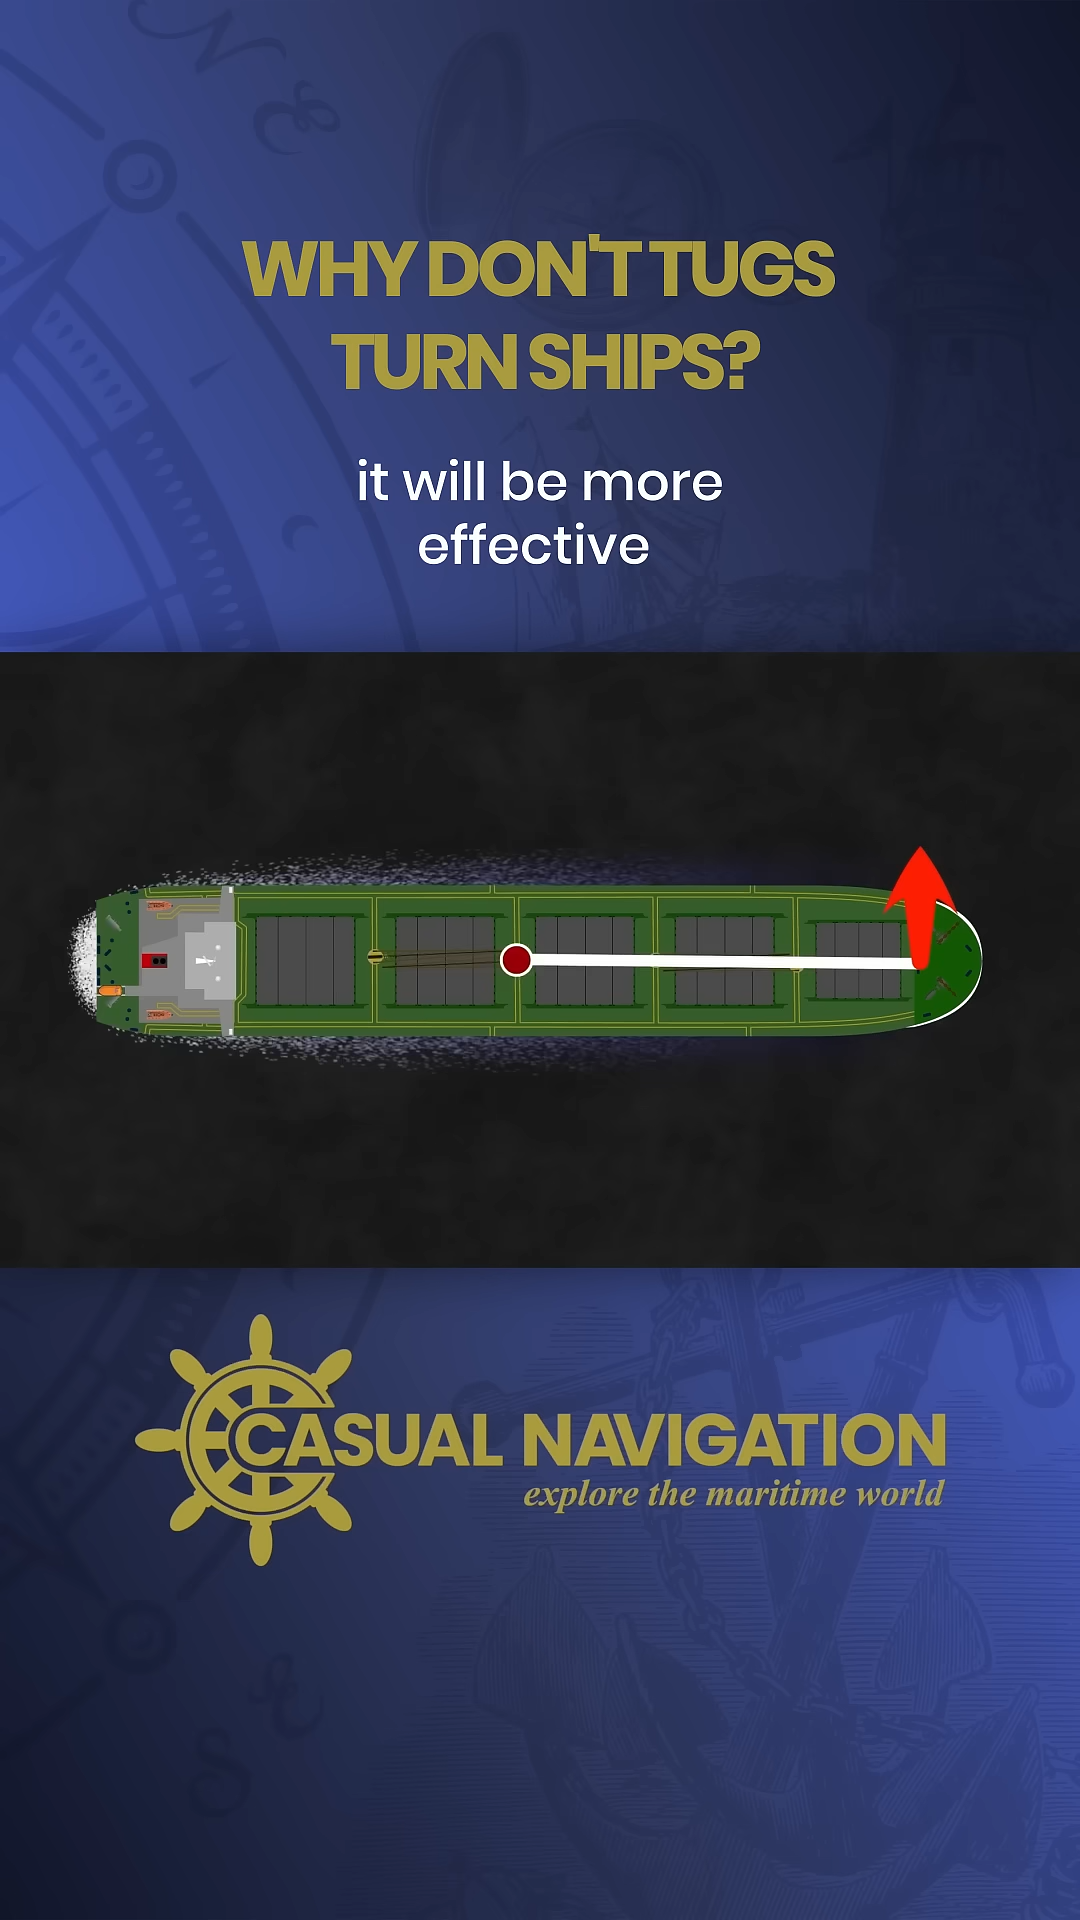 N
E
WHY DON'T TUGS
TURN SHIPS?
it will be more
effective
CASUAL NAVIGATION
explore the maritime world
E
S